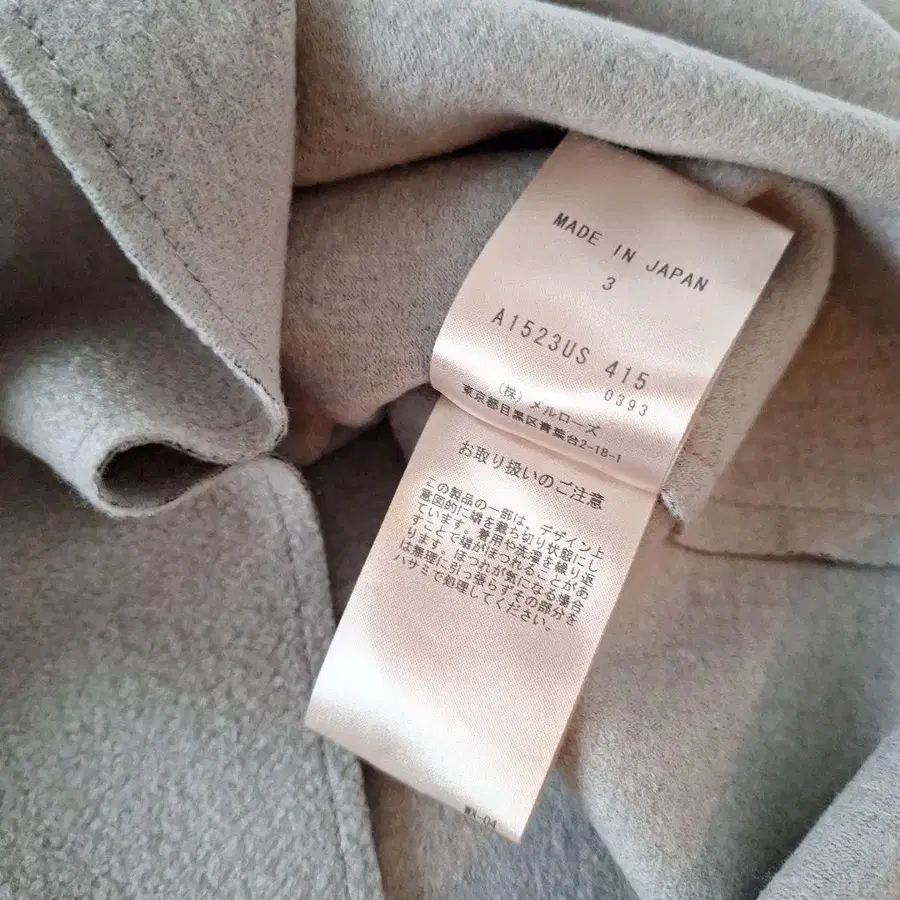 MADE IN JAPAN
3
A1523US 415
0393
(株) メルローズ
東京都目黒区青葉台2-18-1
お取り扱いのご注意
この製品の一部は、デザイン上
意図的に端を裁ち切り状態にし
ています。着用や洗濯を繰り返
すことで端がほつれることがあ
ります。ほつれが気になる場合
は無理に引っ張らずその部分を
ハサミで処理してください。
WX-04